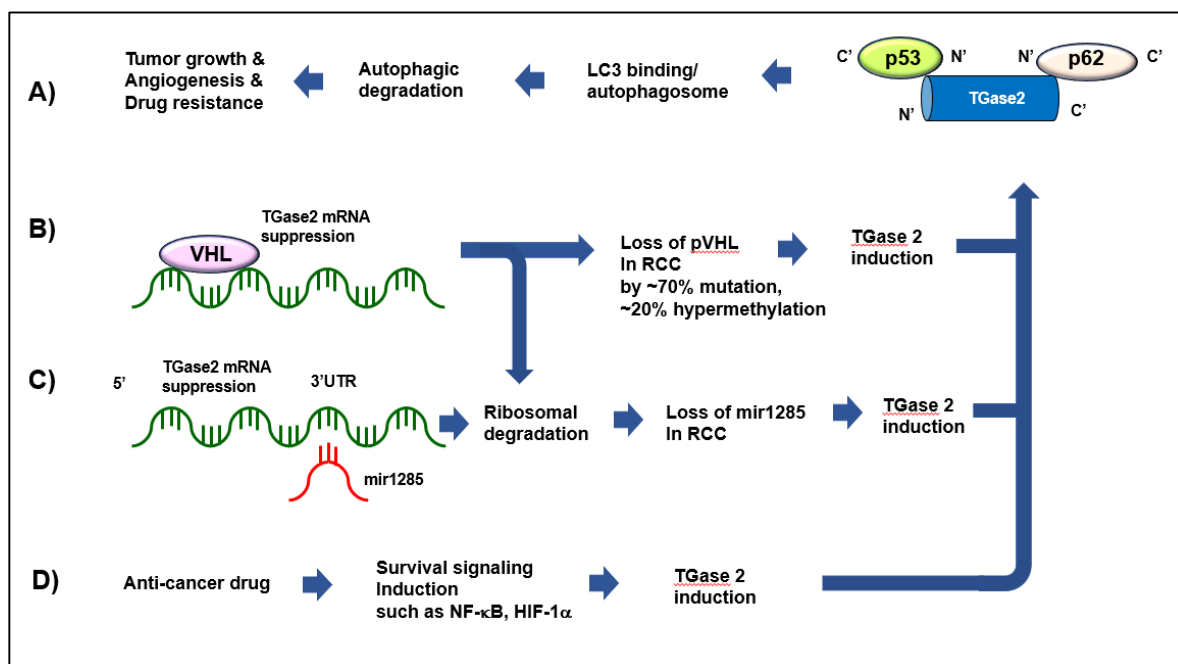 A)
Tumor growth &
Angiogenesis &
Drug resistance
Autophagic
degradation
LC3 binding/
autophagosome
C’ p53 N’ N’ p62 C’
TGase2
N’ C’
B)
TGase2 mRNA
suppression
VHL
Loss of pVHL
In RCC
by ~70% mutation,
~20% hypermethylation
TGase 2
induction
C)
5’
TGase2 mRNA
suppression
3’UTR
mir1285
Ribosomal
degradation
Loss of mir1285
In RCC
TGase 2
induction
D)
Anti-cancer drug
Survival signaling
Induction
such as NF-κB, HIF-1α
TGase 2
induction